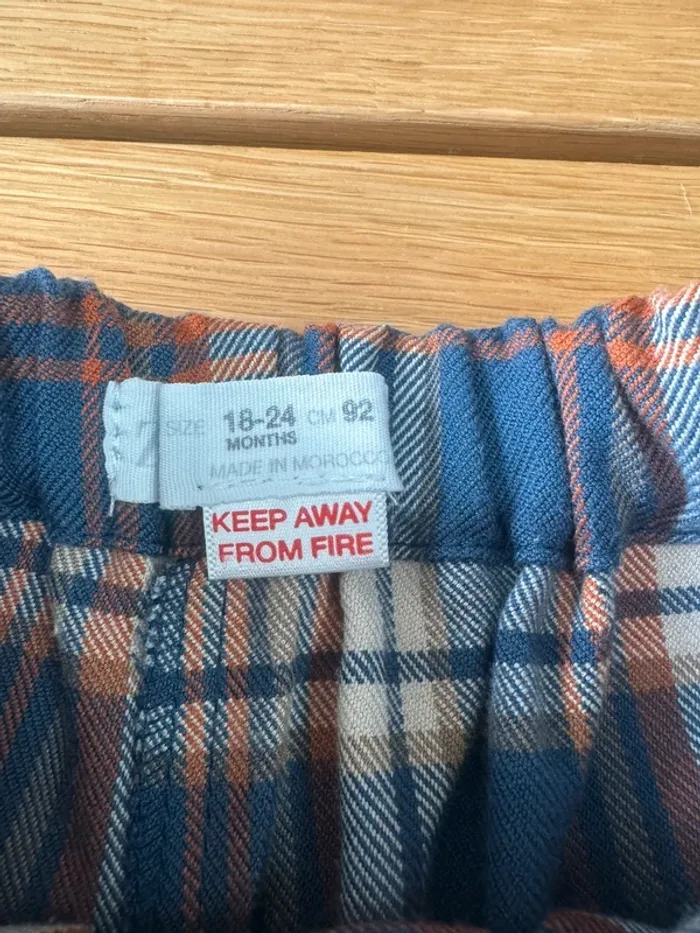 Z SIZE 18-24 CM 92
MONTHS
MADE IN MOROCCO
KEEP AWAY
FROM FIRE